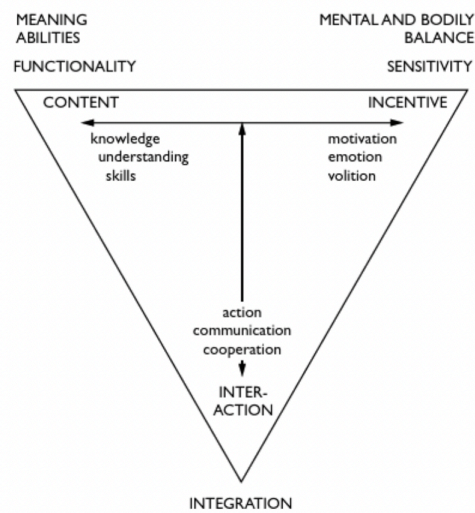 MEANING
ABILITIES
FUNCTIONALITY
MENTAL AND BODILY
BALANCE
SENSITIVITY
CONTENT
INCENTIVE
knowledge
understanding
skills
motivation
emotion
volition
action
communication
cooperation
INTER-
ACTION
INTEGRATION